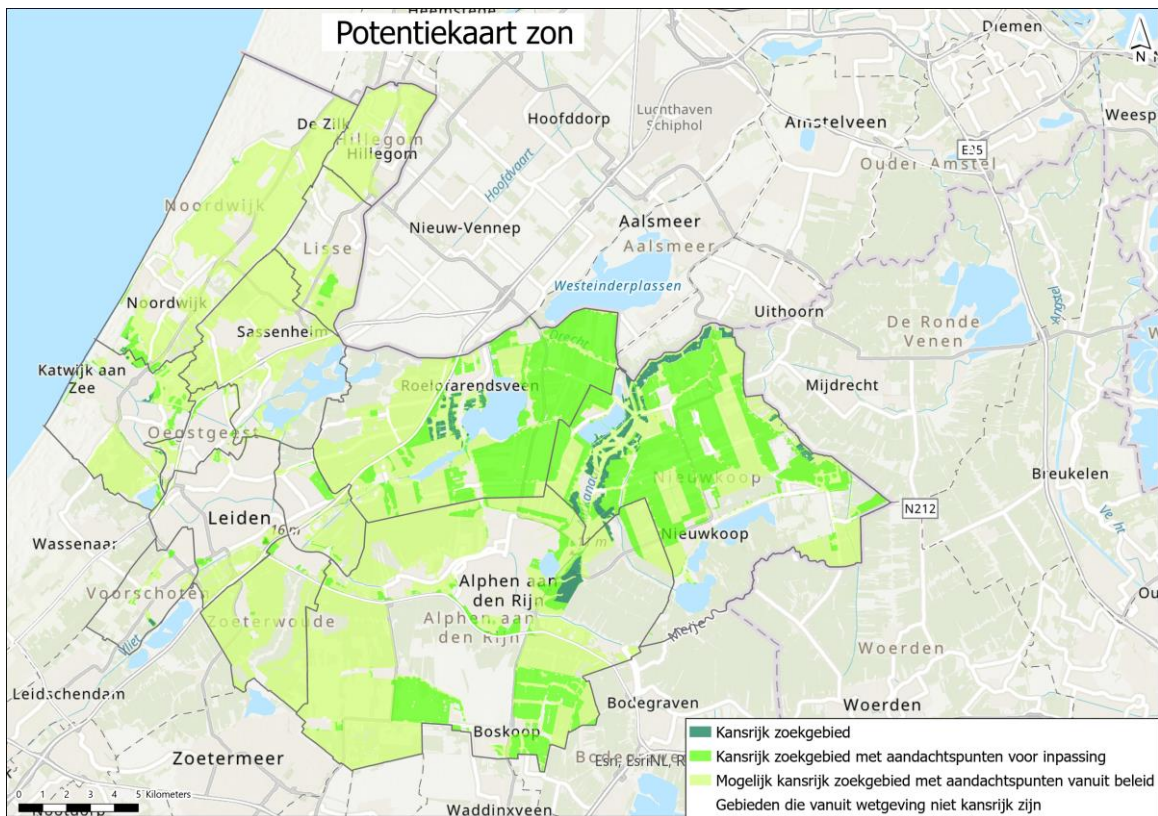 Heemstede
Potentiekaart zon
Diemen
N
De Zilk
Hillegom
Hillegom
Hoofddorp
Luchthaven
Schiphol
Amstelveen
Weesp
E35
Ouder Amstel
Hoofdvaart
Noordwijk
Lisse
Nieuw-Vennep
Aalsmeer
Aalsmeer
Westeinderplassen
Noordwijk
Uithoorn
De Ronde
Venen
Angstel
Sassenheim
Drecht
Katwijk aan
Zee
Roelofarendsveen
Mijdrecht
Oegstgeest
Nieuwkoop
Breukelen
Leiden
N212
Nieuwkoop
Wassenaar
Alphen aan
den Rijn
Voorschoten
Zoeterwoude
Alphen aan
den Rijn
Vliet
Meije
Woerden
Leidschendam
Bodegraven
Woerden
Boskoop
Zoetermeer
Esri, EsriNL, R
Waddinxveen
Kansrijk zoekgebied
Kansrijk zoekgebied met aandachtspunten voor inpassing
Mogelijk kansrijk zoekgebied met aandachtspunten vanuit beleid
Gebieden die vanuit wetgeving niet kansrijk zijn
0 1 2 3 4 5 Kilometers